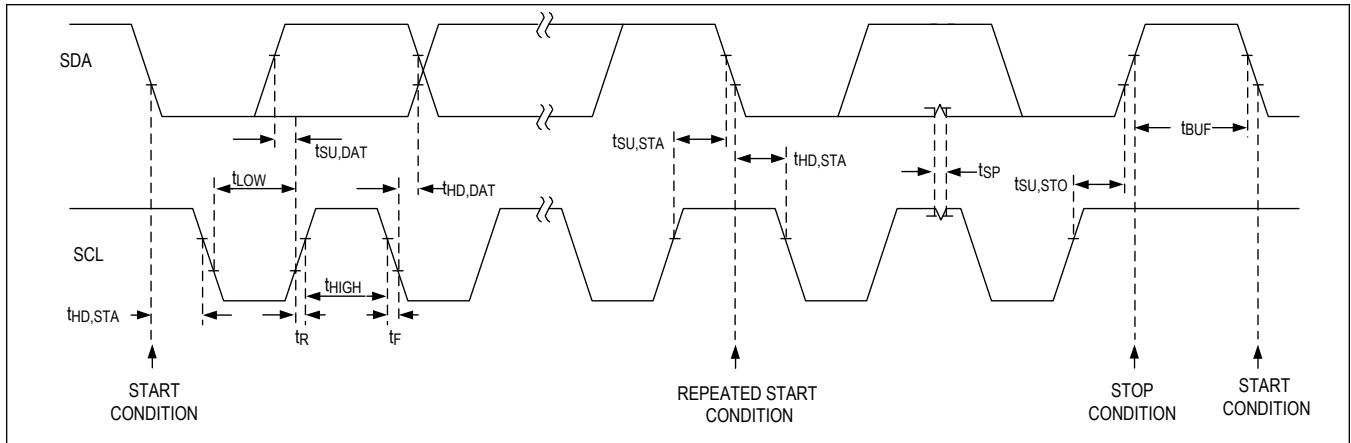 SDA
tSU,DAT
tLOW
tHD,DAT
tSU,STA
tHD,STA
tSP
tSU,STO
tBUF
SCL
tHD,STA
tR
tHIGH
tF
START
CONDITION
REPEATED START
CONDITION
STOP
CONDITION
START
CONDITION